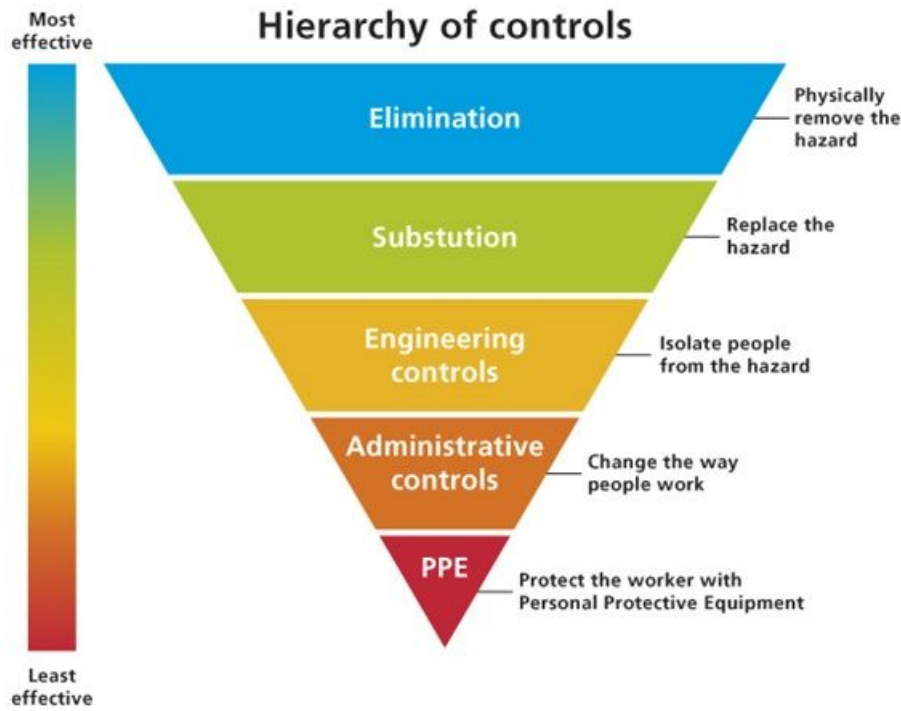 Most
effective
Hierarchy of controls
Elimination
Physically
remove the
hazard
Substution
Replace the
hazard
Engineering
controls
Isolate people
from the hazard
Administrative
controls
Change the way
people work
PPE
Protect the worker with
Personal Protective Equipment
Least
effective